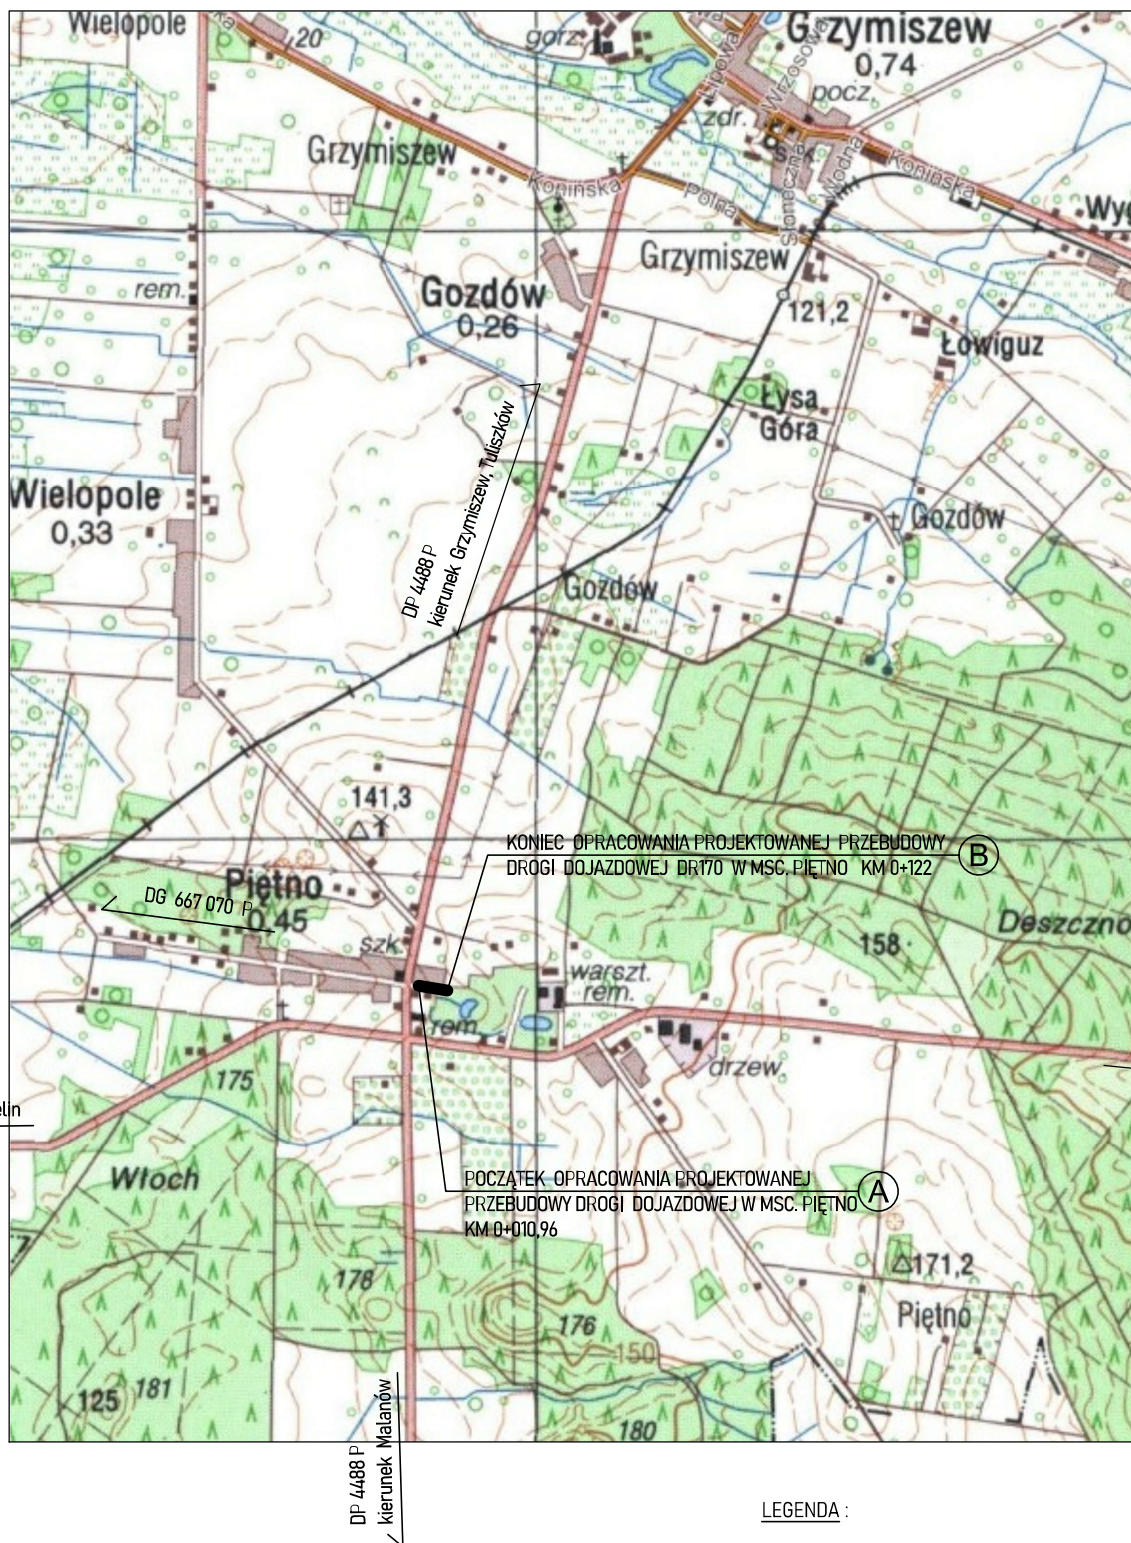 Wielopole
20
gorz.
Grzymiszew
0,74
Lipowa
Wrzosowa
pocz.
zdr.
Grzymiszew
Konińska
Polna
Słoneczna
Wodna
Konińska
Grzymiszew
rem.
Gozdów
0,26
121,2
Łowiguz
Łysa
Góra
DP 4488 P
kierunek Grzymiszew, Tuliszków
Wielopole
0,33
Gozdów
Gozdów
141,3
KONIEC OPRACOWANIA PROJEKTOWANEJ PRZEBUDOWY
DROGI DOJAZDOWEJ DR170 W MSC. PIĘTNO KM 0+122
B
Piętno
0,45
DG 667 070 P
szk.
158
Deszczno
warszt.
rem.
rem.
drzew.
175
elin
Włoch
POCZĄTEK OPRACOWANIA PROJEKTOWANEJ
PRZEBUDOWY DROGI DOJAZDOWEJ W MSC. PIĘTNO
KM 0+010,96
A
171,2
178
176
150
Piętno
125
181
180
DP 4488 P
kierunek Malanów
LEGENDA :